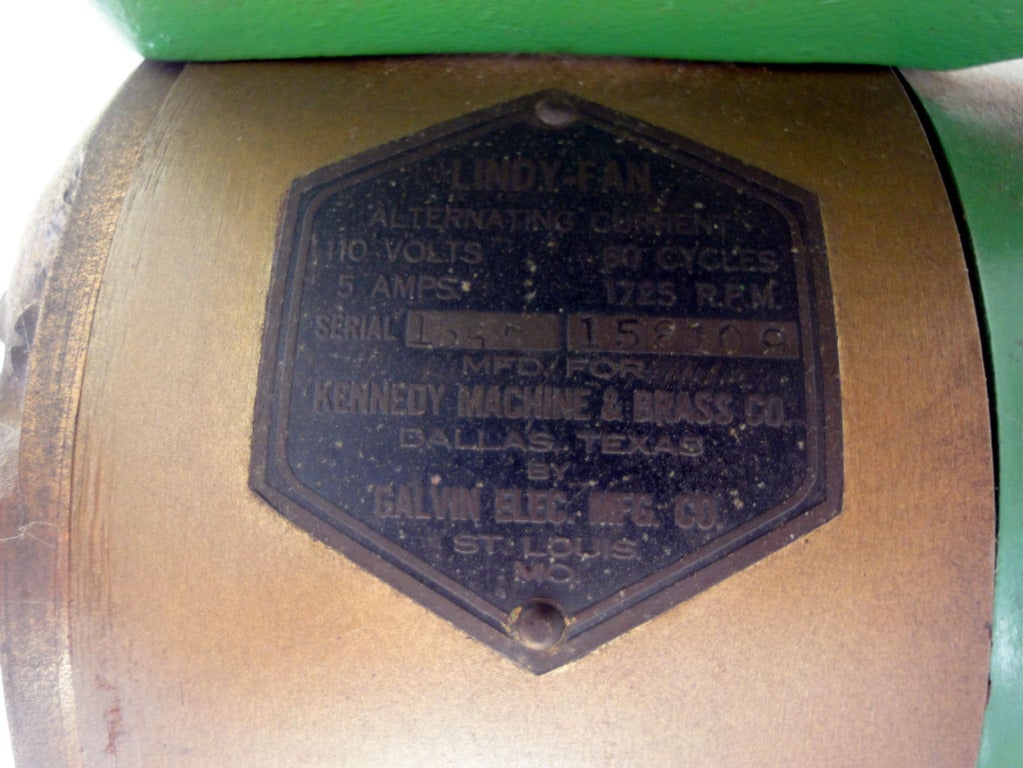 LINDY-FAN
ALTERNATING CURRENT
110 VOLTS 60 CYCLES
5 AMPS. 1725 R.P.M.
SERIAL
MFD. FOR
KENNEDY MACHINE & BRASS CO.
DALLAS, TEXAS
BY
GALVIN ELEC. MFG. CO.
ST. LOUIS
MO.